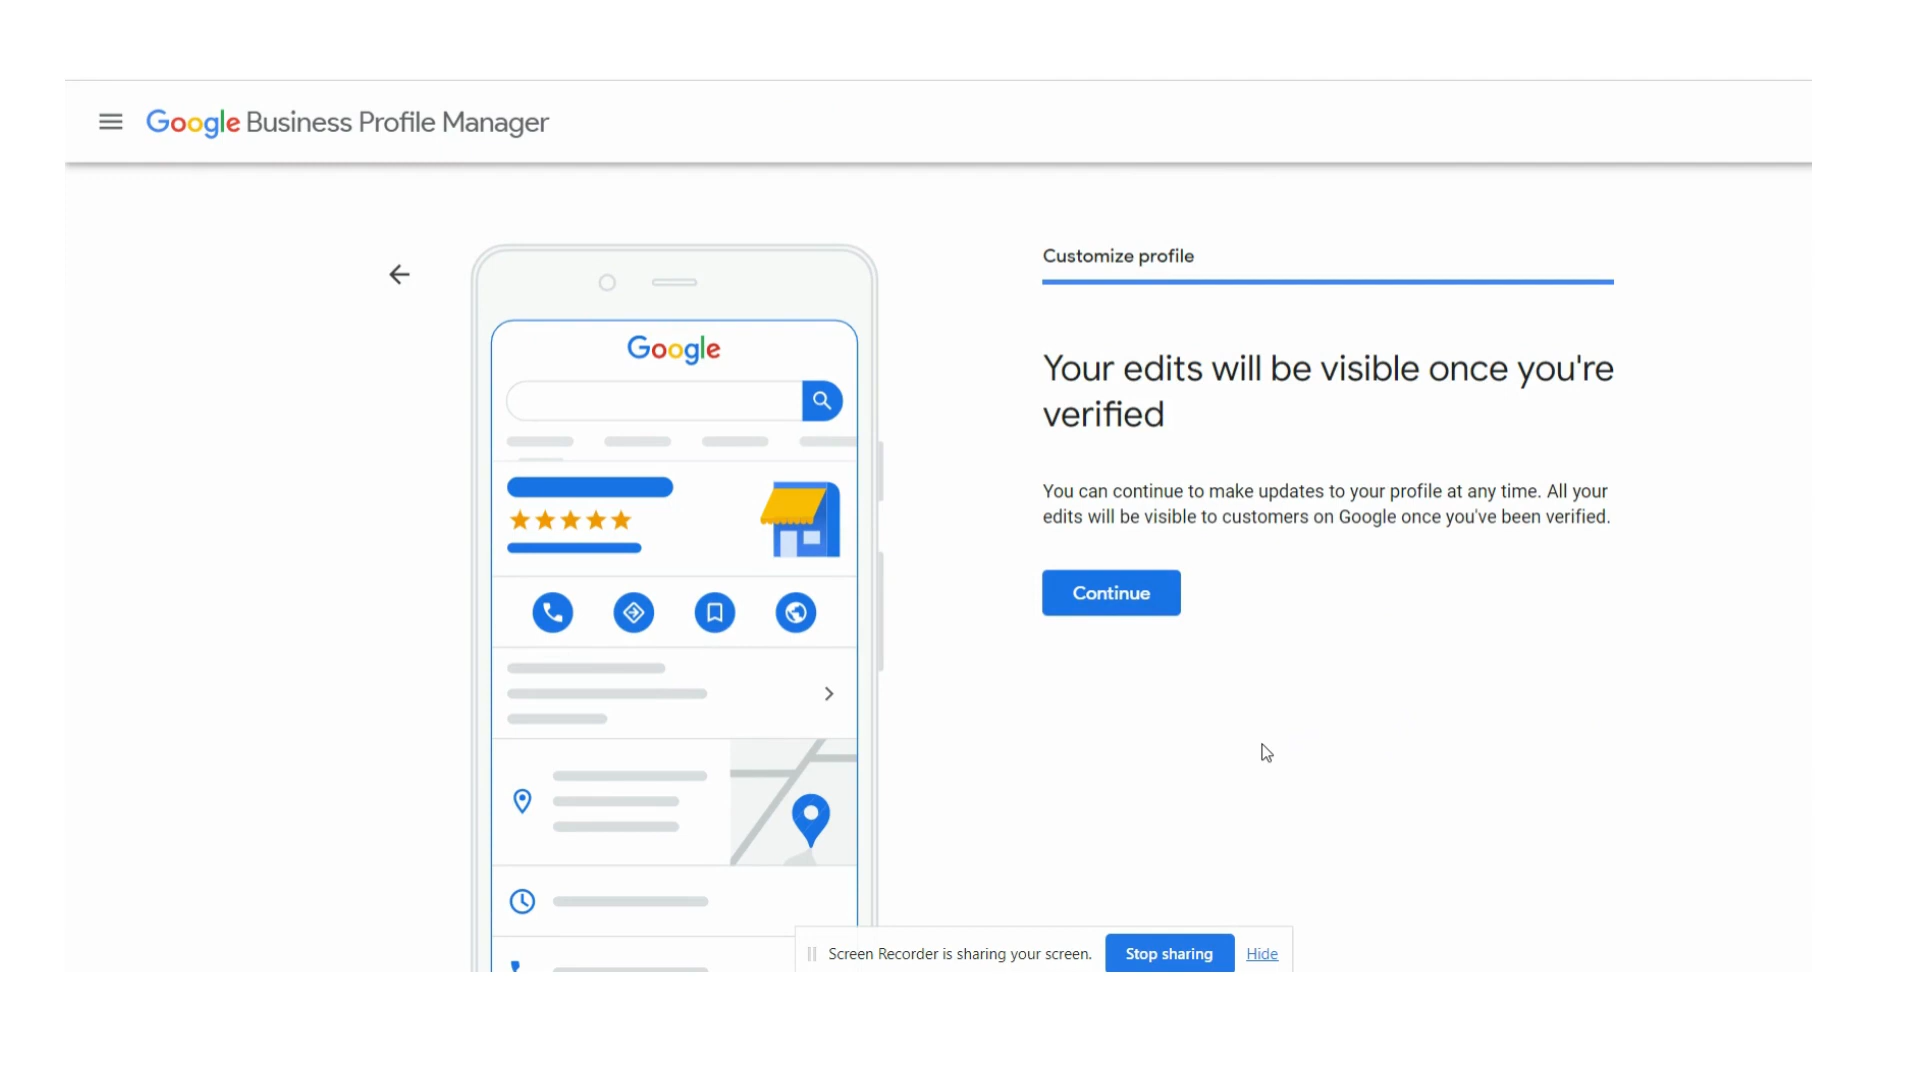 Google Business Profile Manager
Customize profile
Google
Your edits will be visible once you're
verified
You can continue to make updates to your profile at any time. All your
edits will be visible to customers on Google once you've been verified.
Continue
Screen Recorder is sharing your screen.
Stop sharing
Hide